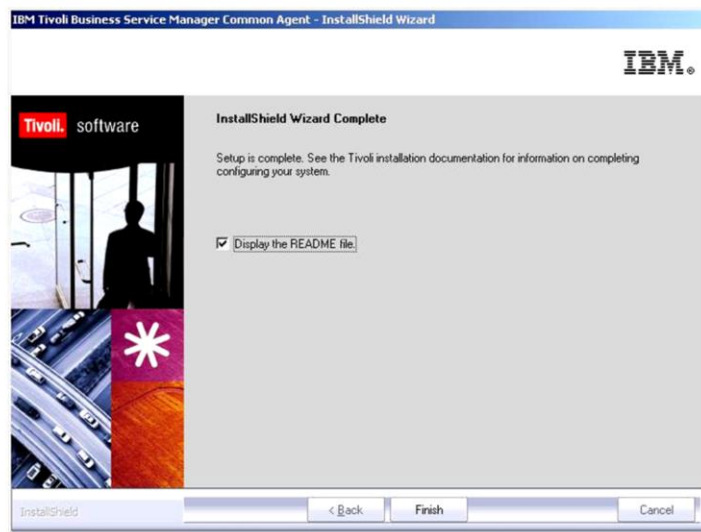 IBM Tivoli Business Service Manager Common Agent - InstallShield Wizard
IBM®
Tivoli. software
InstallShield Wizard Complete
Setup is complete. See the Tivoli installation documentation for information on completing
configuring your system.
Display the README file.
InstallShield
< Back
Finish
Cancel